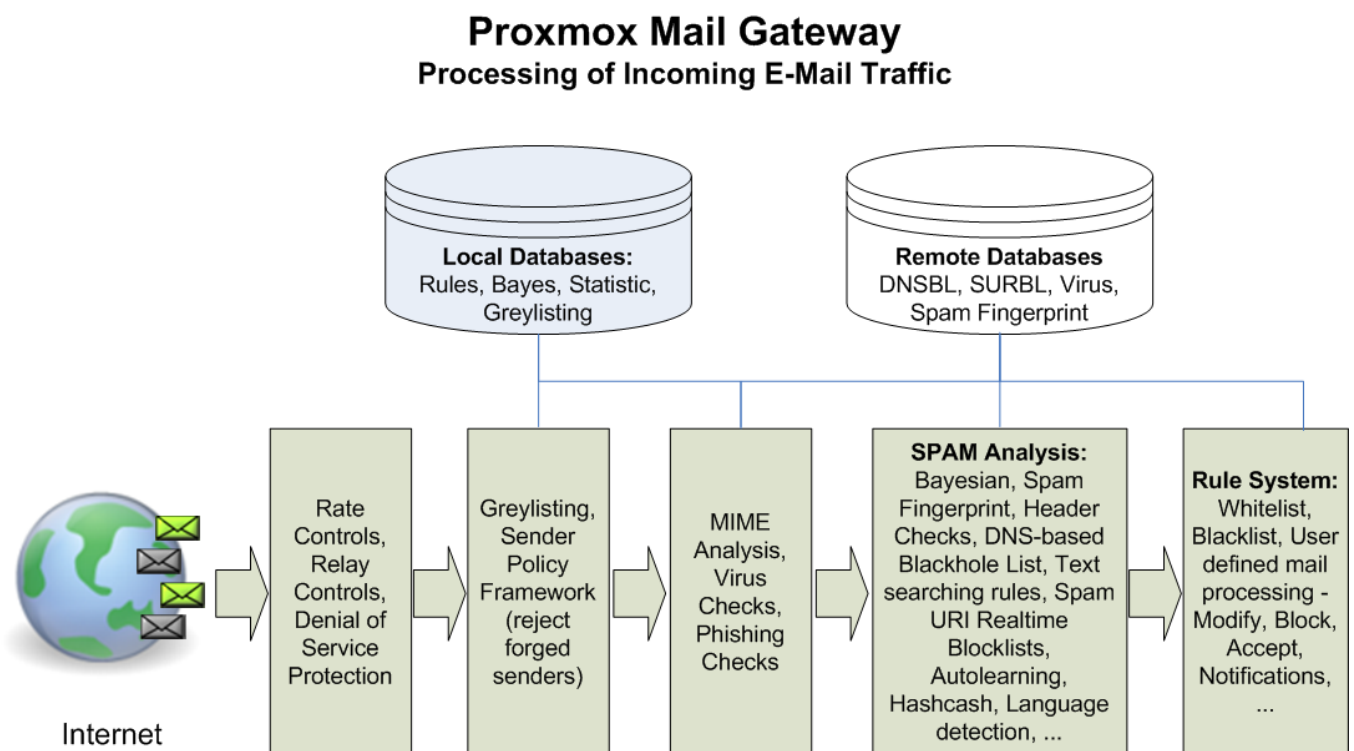 Proxmox Mail Gateway
Processing of Incoming E-Mail Traffic
Local Databases:
Rules, Bayes, Statistic,
Greylisting
Remote Databases
DNSBL, SURBL, Virus,
Spam Fingerprint
Internet
Rate
Controls,
Relay
Controls,
Denial of
Service
Protection
Greylisting,
Sender
Policy
Framework
(reject
forged
senders)
MIME
Analysis,
Virus
Checks,
Phishing
Checks
SPAM Analysis:
Bayesian, Spam
Fingerprint, Header
Checks, DNS-based
Blackhole List, Text
searching rules, Spam
URI Realtime
Blocklists,
Autolearning,
Hashcash, Language
detection, ...
Rule System:
Whitelist,
Blacklist, User
defined mail
processing -
Modify, Block,
Accept,
Notifications,
...